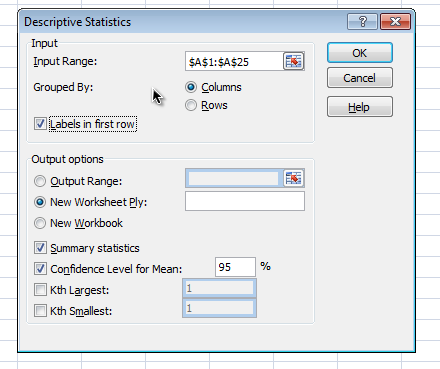 Descriptive Statistics
Input
Input Range: $A$1:$A$25
OK
Cancel
Help
Grouped By: Columns
Rows
Labels in first row
Output options
Output Range:
New Worksheet Ply:
New Workbook
Summary statistics
Confidence Level for Mean: 95 %
Kth Largest: 1
Kth Smallest: 1